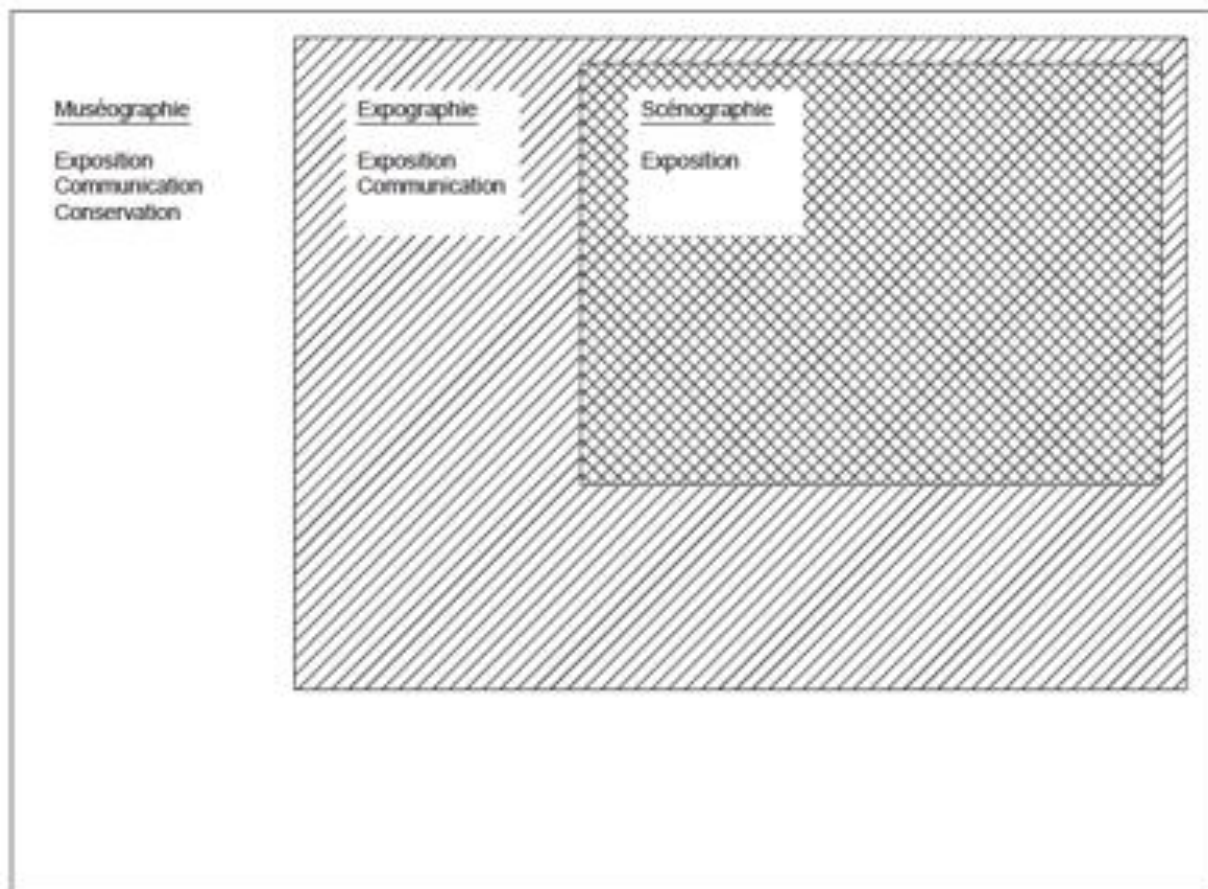 Muséographie
Exposition
Communication
Conservation
Expographie
Exposition
Communication
Scénographie
Exposition